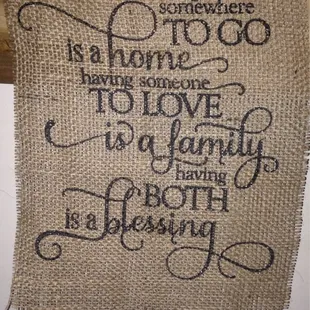 somewhere
TO GO
is a home
having someone
TO LOVE
is a family
having
BOTH
is a blessing